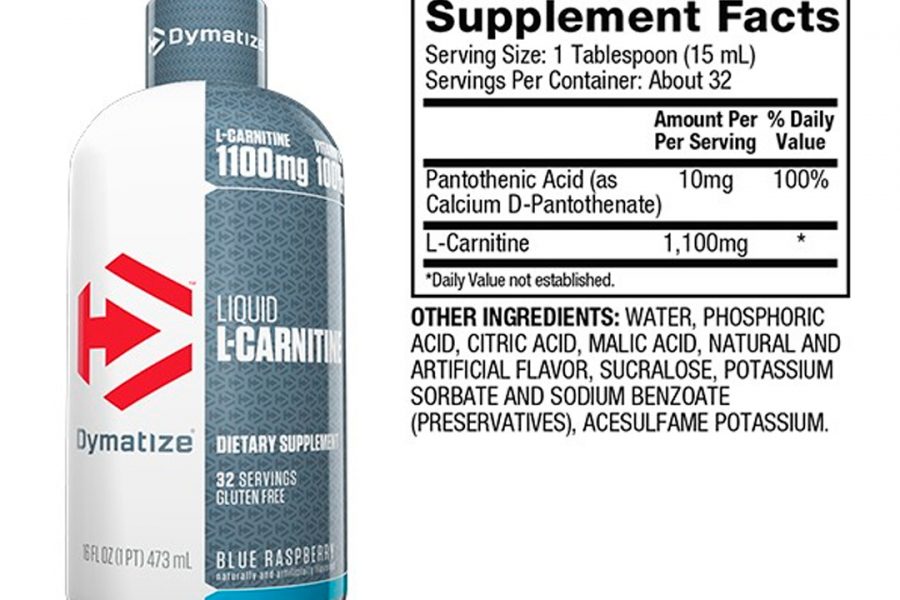 Dymatize
L-CARNITINE
1100mg
LIQUID
L-CARNITINE
Dymatize®
DIETARY SUPPLEMENT
32 SERVINGS
GLUTEN FREE
16 FL OZ (1 PT) 473 mL
BLUE RASPBERRY
naturally and artificially
Supplement Facts
Serving Size: 1 Tablespoon (15 mL)
Servings Per Container: About 32
Amount Per % Daily
Per Serving Value
Pantothenic Acid (as 10mg 100%
Calcium D-Pantothenate)
L-Carnitine 1,100mg *
*Daily Value not established.
OTHER INGREDIENTS: WATER, PHOSPHORIC
ACID, CITRIC ACID, MALIC ACID, NATURAL AND
ARTIFICIAL FLAVOR, SUCRALOSE, POTASSIUM
SORBATE AND SODIUM BENZOATE
(PRESERVATIVES), ACESULFAME POTASSIUM.